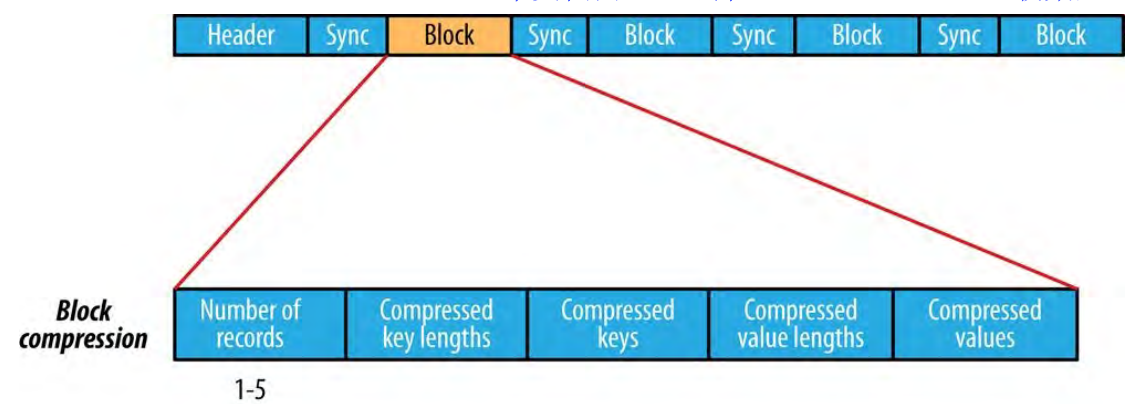 Header Sync Block Sync Block Sync Block Sync Block
Block compression
Number of records
Compressed key lengths
Compressed keys
Compressed value lengths
Compressed values
1-5